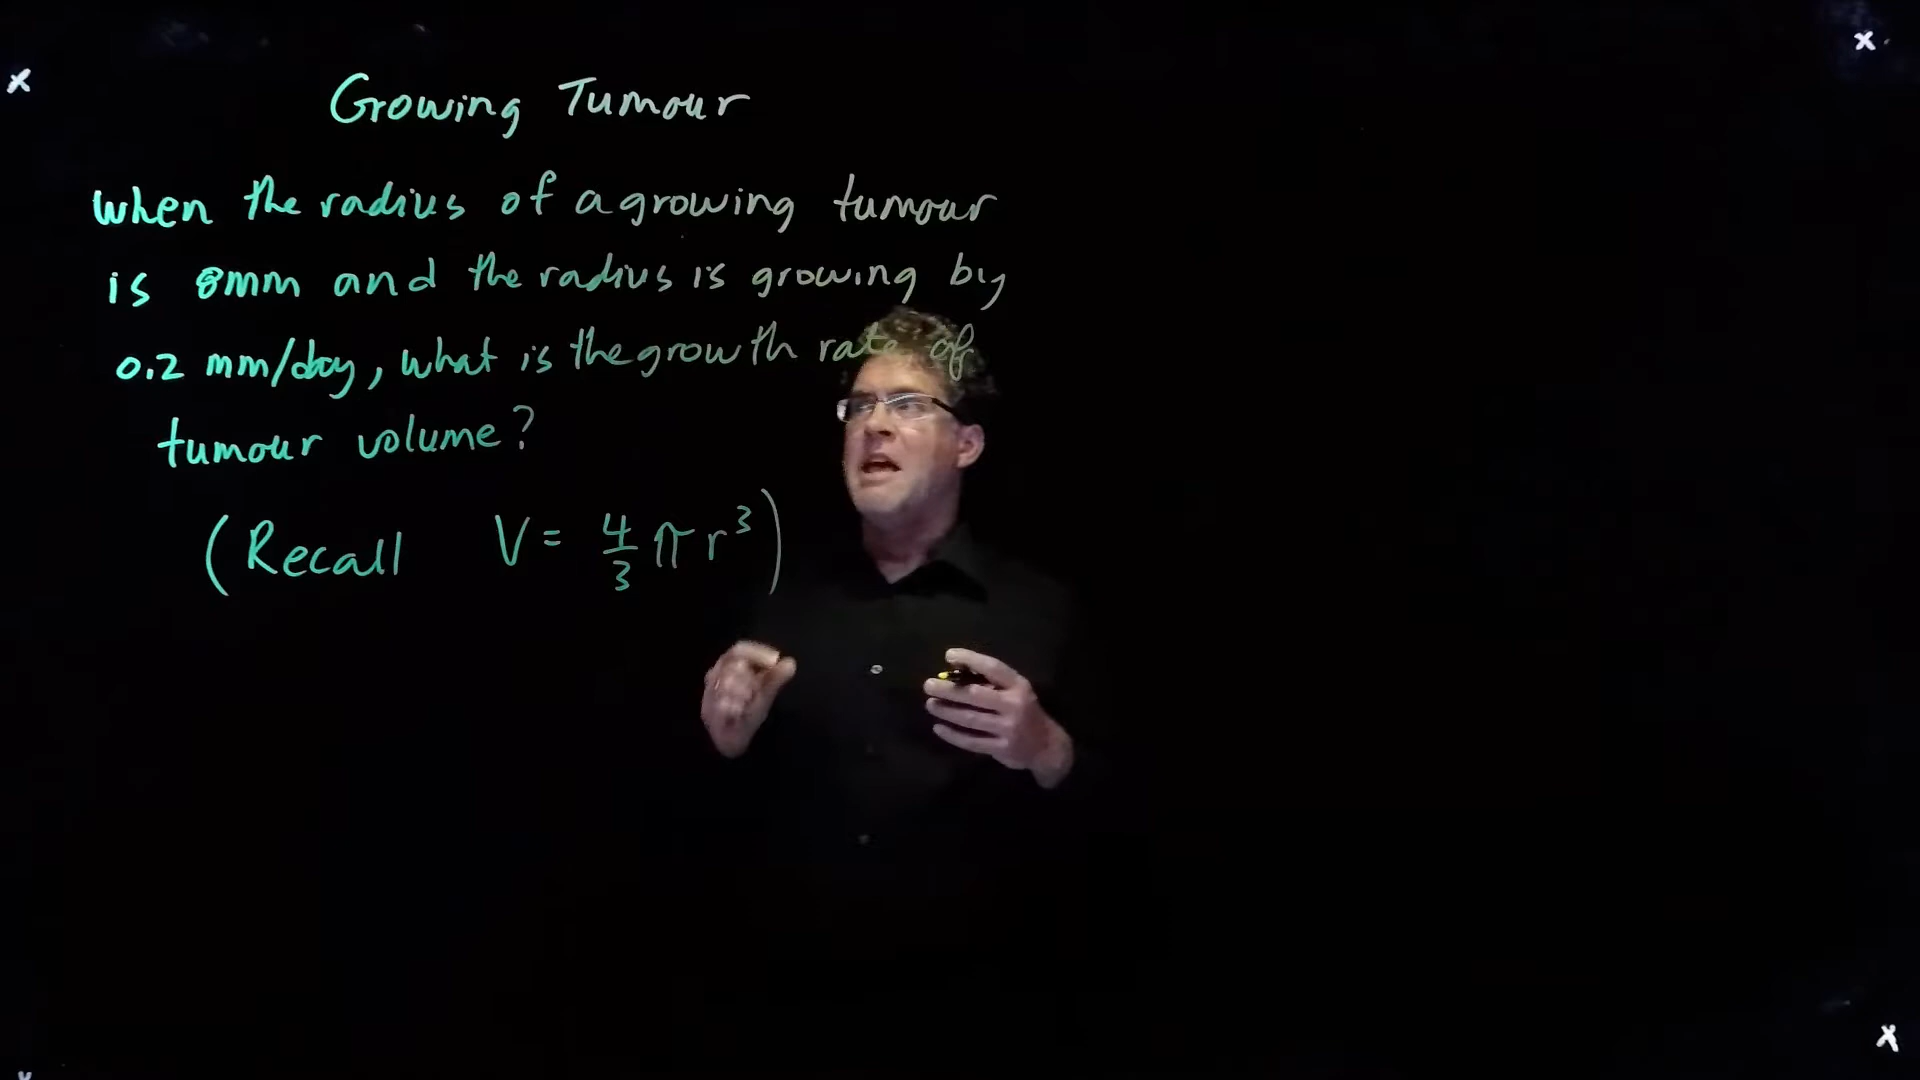 Growing Tumour
when the radius of a growing tumour
is 8mm and the radius is growing by
0.2 mm/day, what is the growth rate of
tumour volume?
(Recall V = 4/3 π r³)